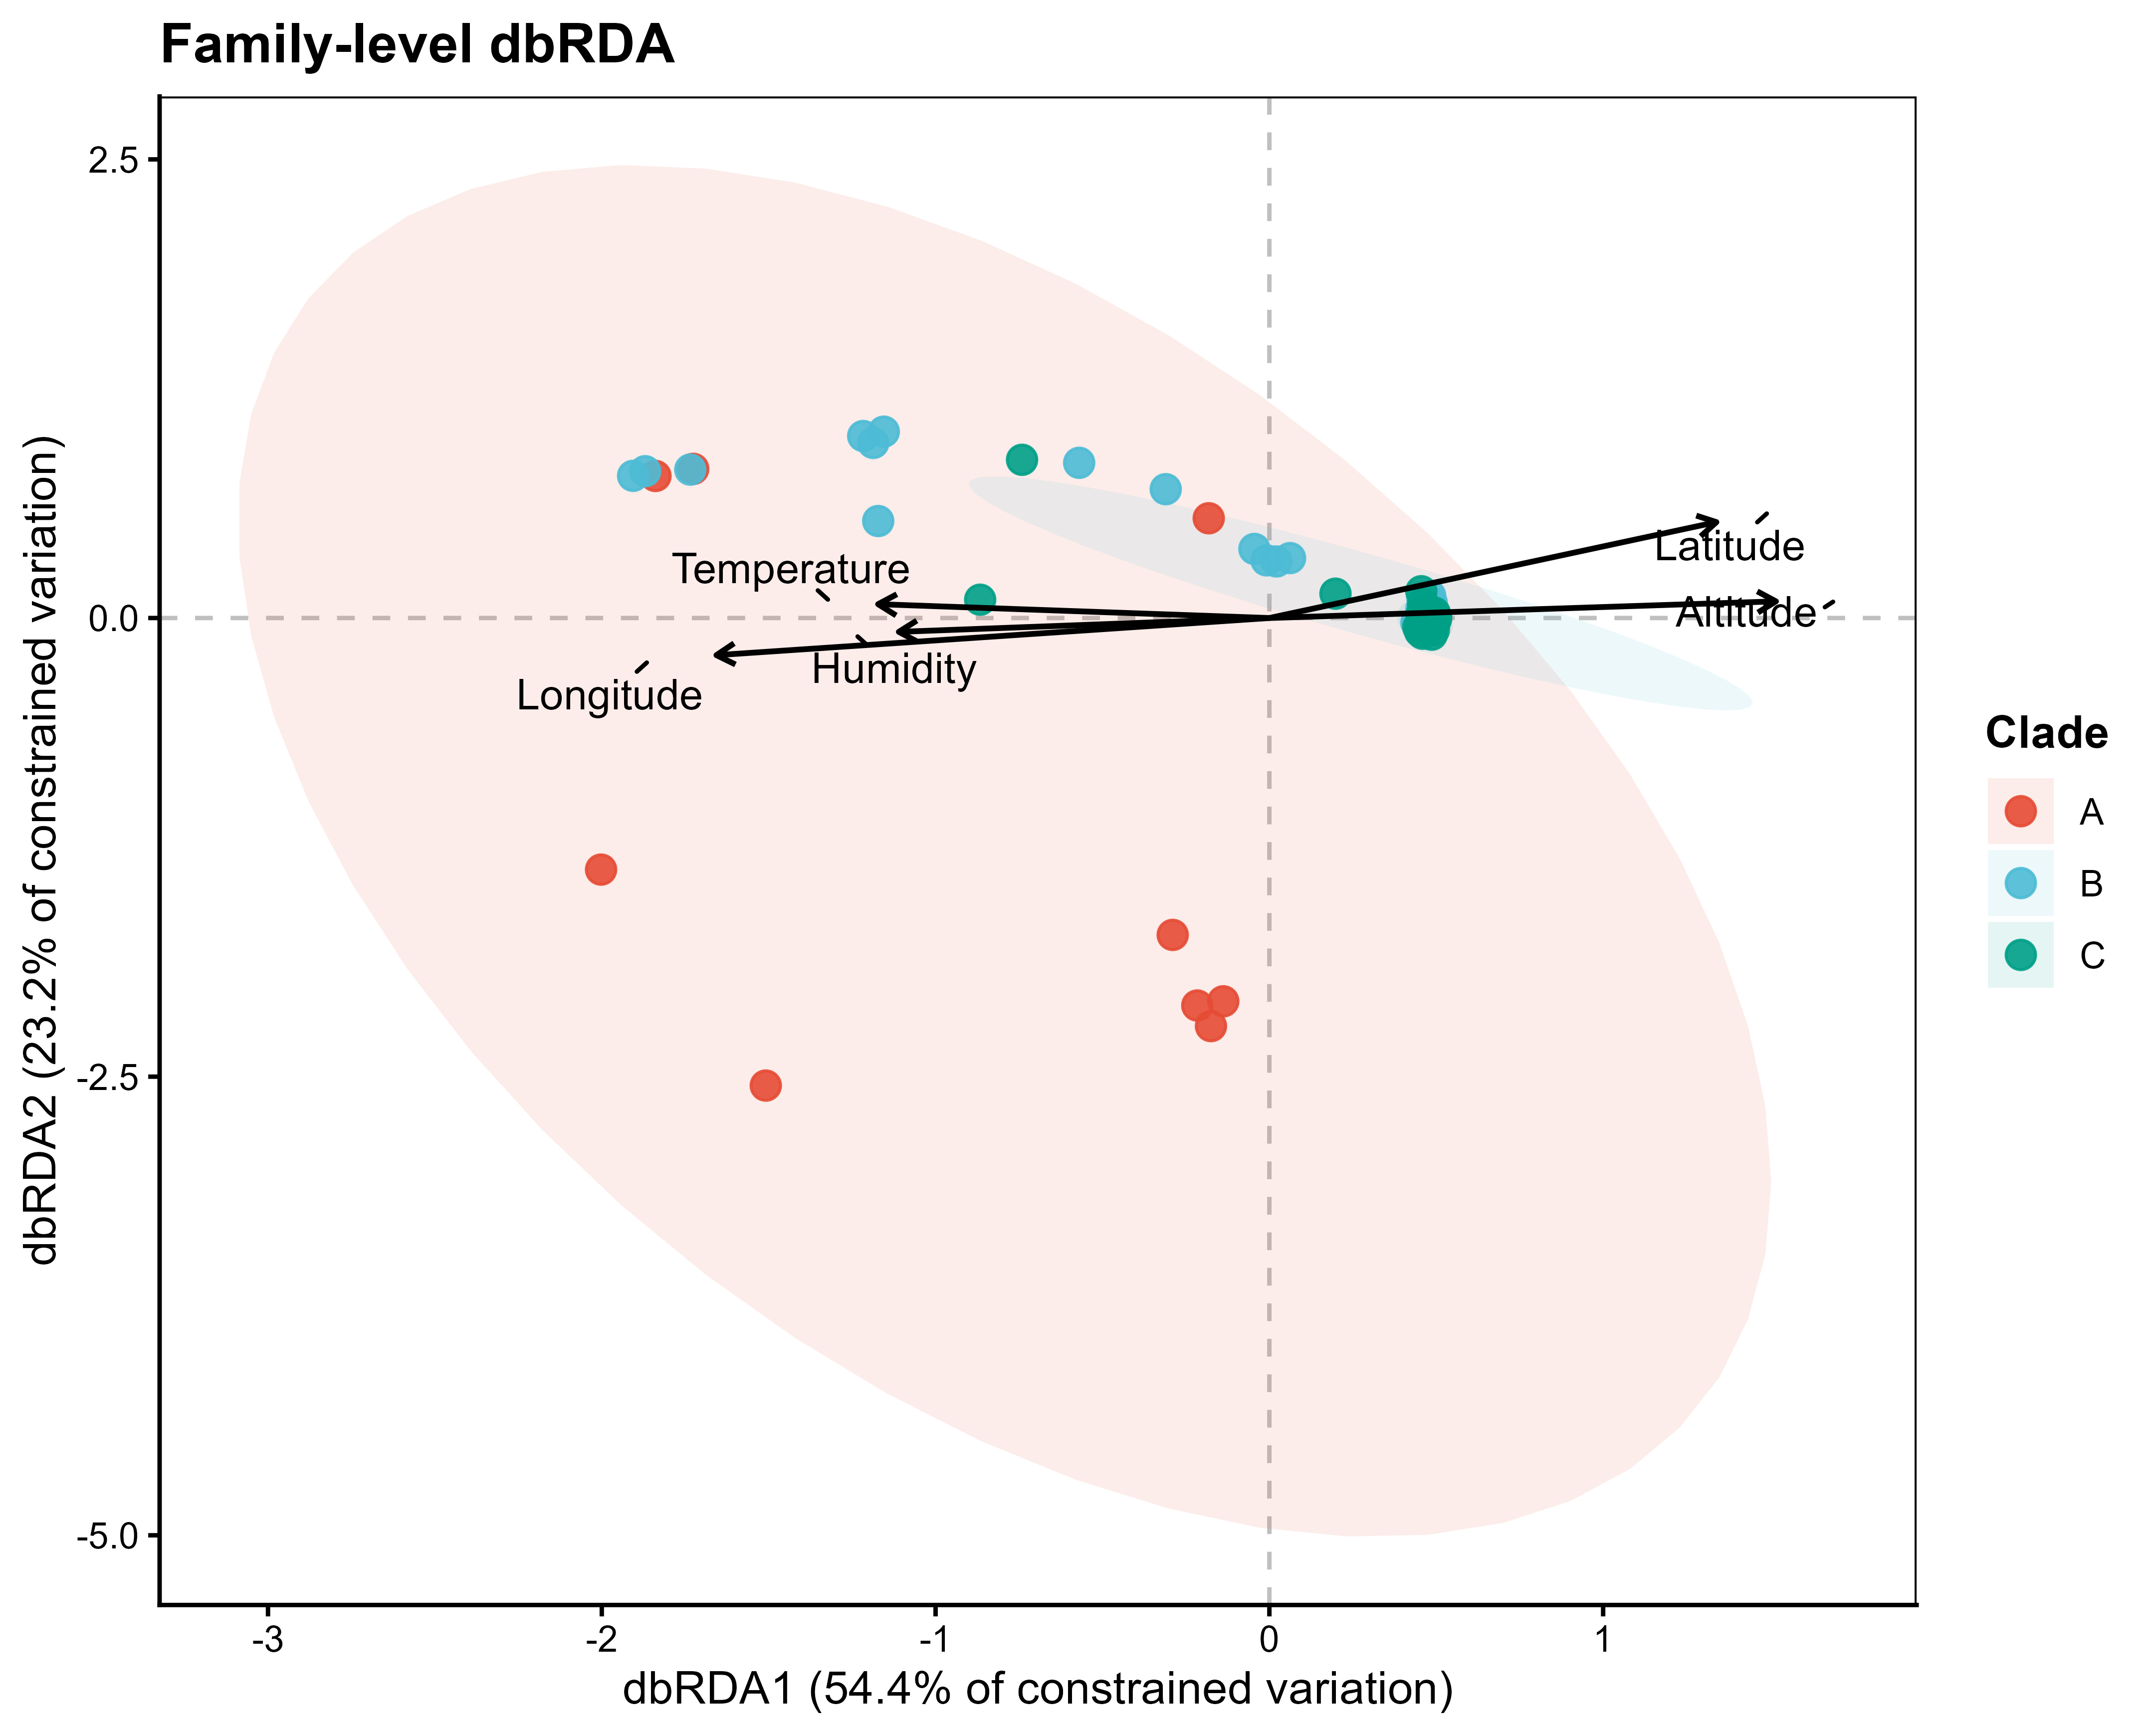 Family-level dbRDA
dbRDA2 (23.2% of constrained variation)
2.5
0.0
-2.5
-5.0
Latitude
Temperature
Altitude
Humidity
Longitude
Clade
A
B
C
-3
-2
-1
0
1
dbRDA1 (54.4% of constrained variation)